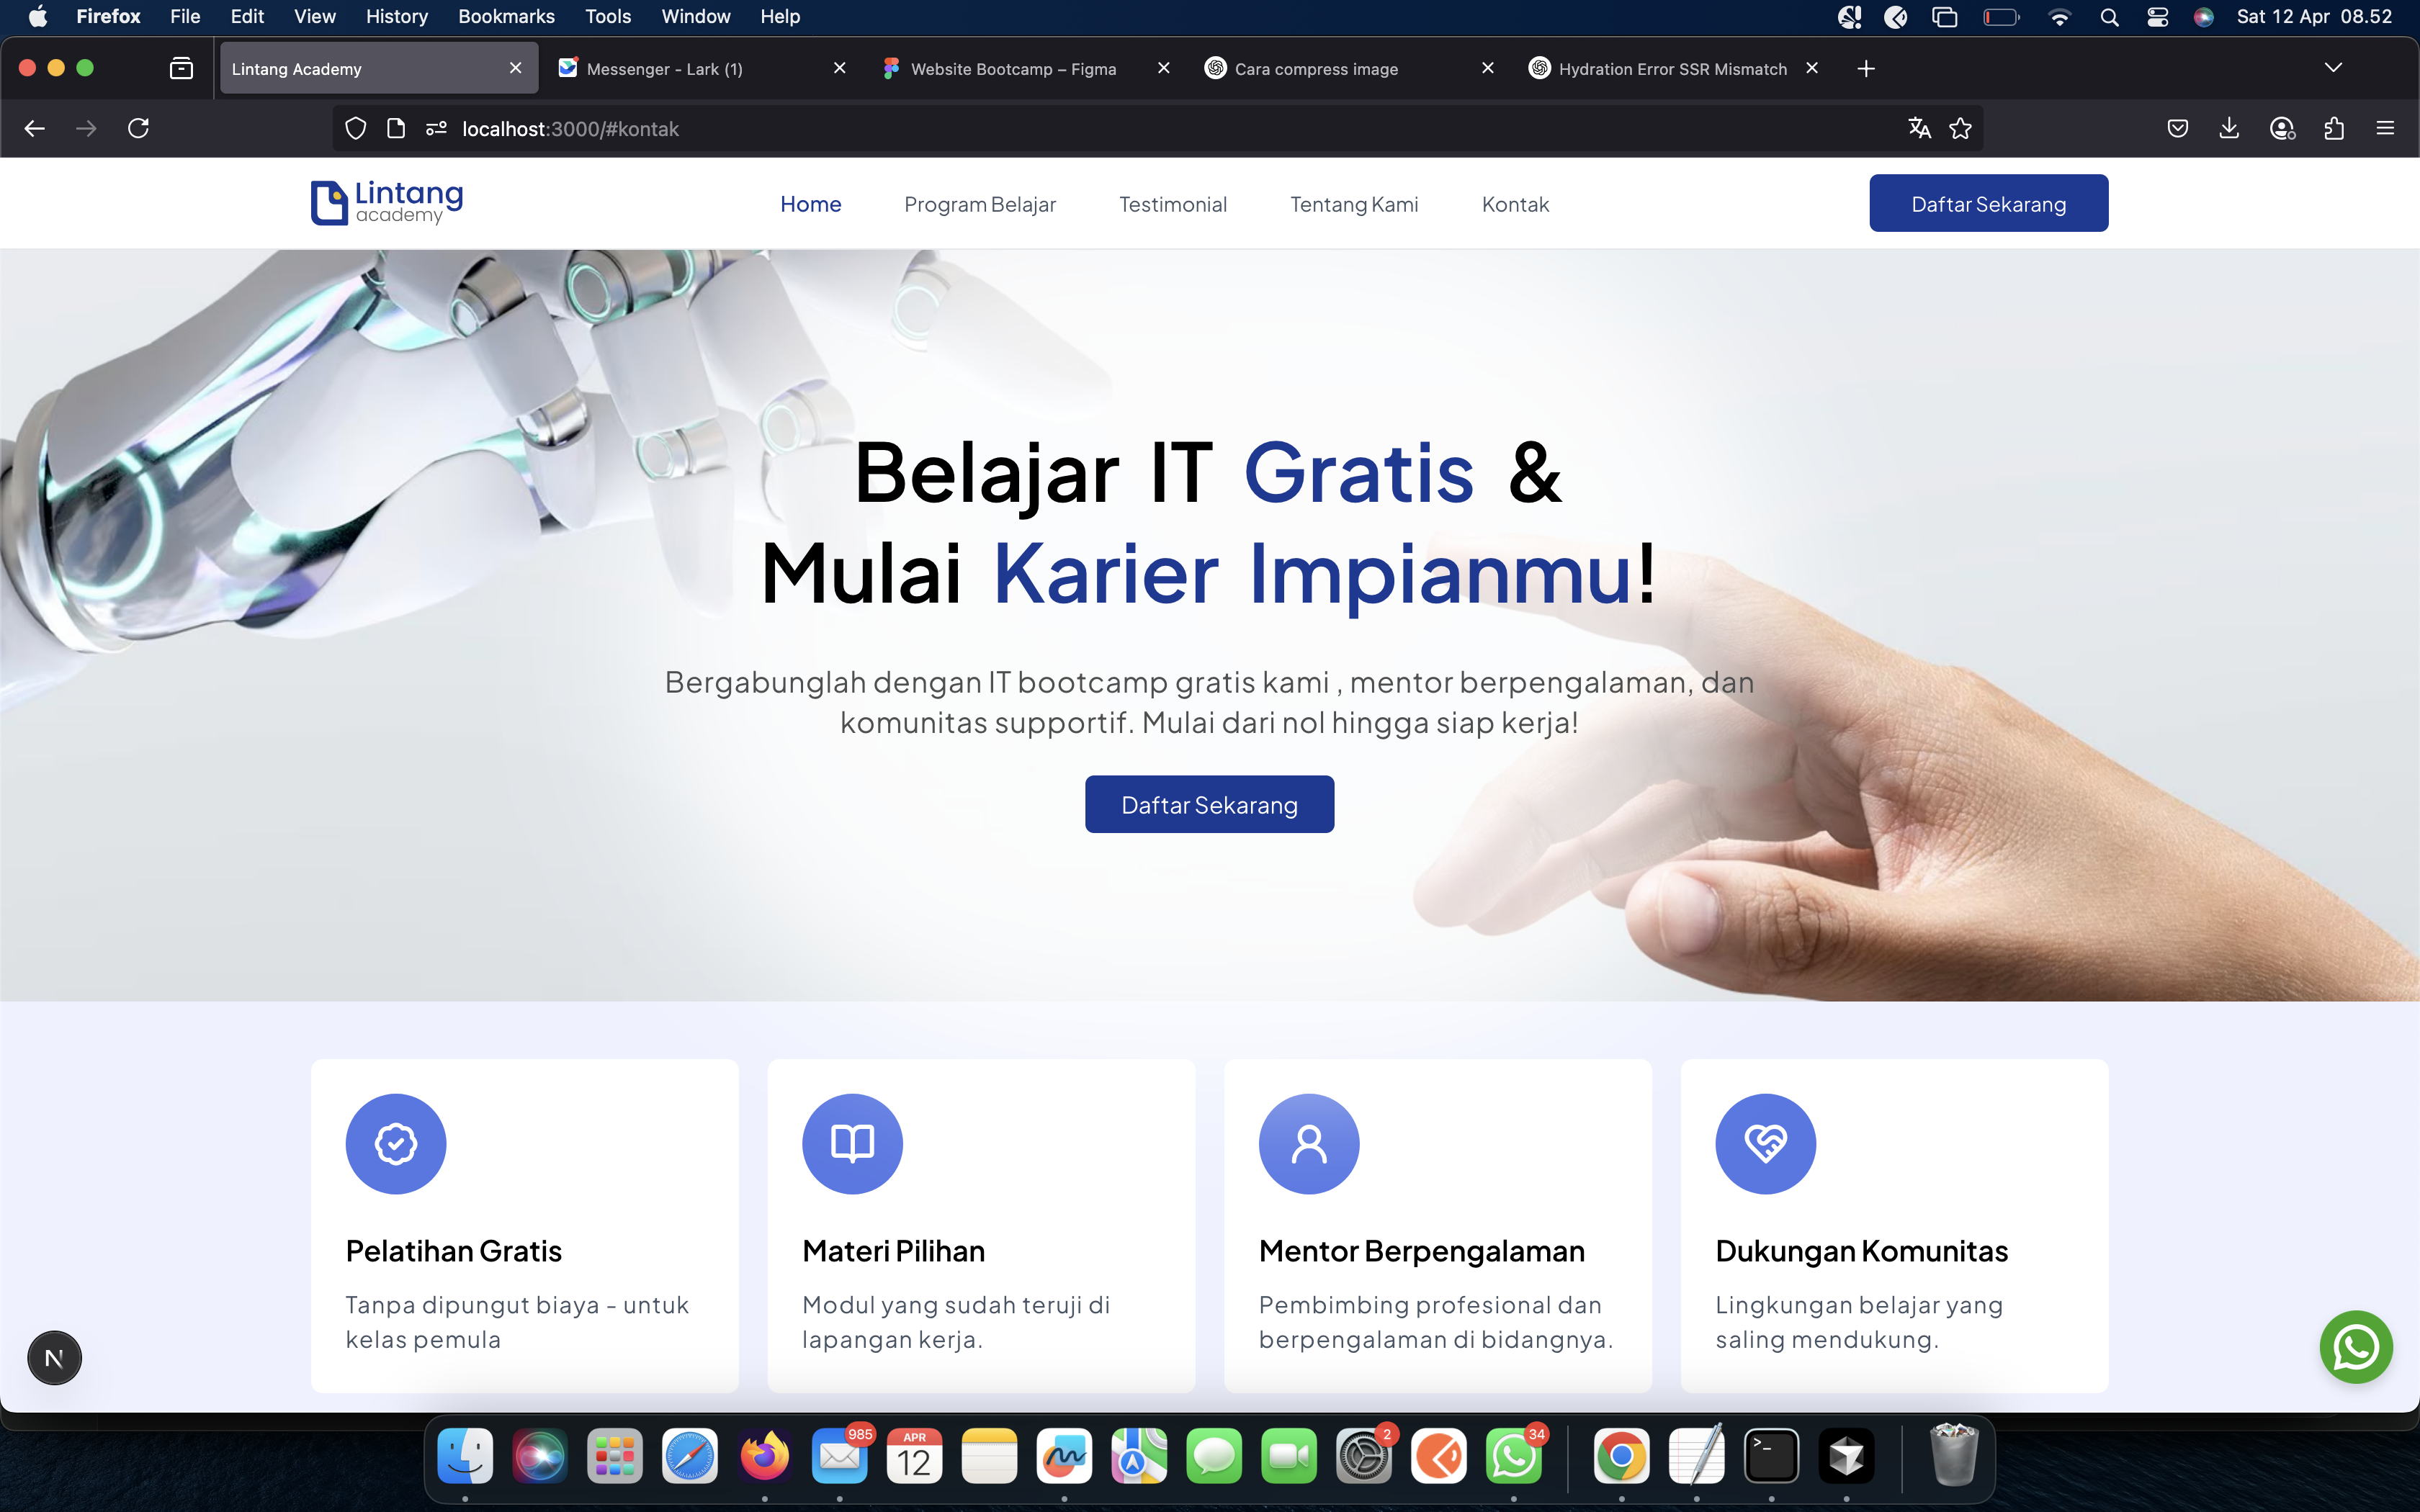 Firefox File Edit View History Bookmarks Tools Window Help Sat 12 Apr 08.52
Lintang Academy Messenger - Lark (1) Website Bootcamp – Figma Cara compress image Hydration Error SSR Mismatch
localhost:3000/#kontak
Lintang
academy
Home Program Belajar Testimonial Tentang Kami Kontak Daftar Sekarang
Belajar IT Gratis &
Mulai Karier Impianmu!
Bergabunglah dengan IT bootcamp gratis kami , mentor berpengalaman, dan
komunitas supportif. Mulai dari nol hingga siap kerja!
Daftar Sekarang
Pelatihan Gratis
Tanpa dipungut biaya - untuk
kelas pemula
Materi Pilihan
Modul yang sudah teruji di
lapangan kerja.
Mentor Berpengalaman
Pembimbing profesional dan
berpengalaman di bidangnya.
Dukungan Komunitas
Lingkungan belajar yang
saling mendukung.
N
985
APR
12
2
34